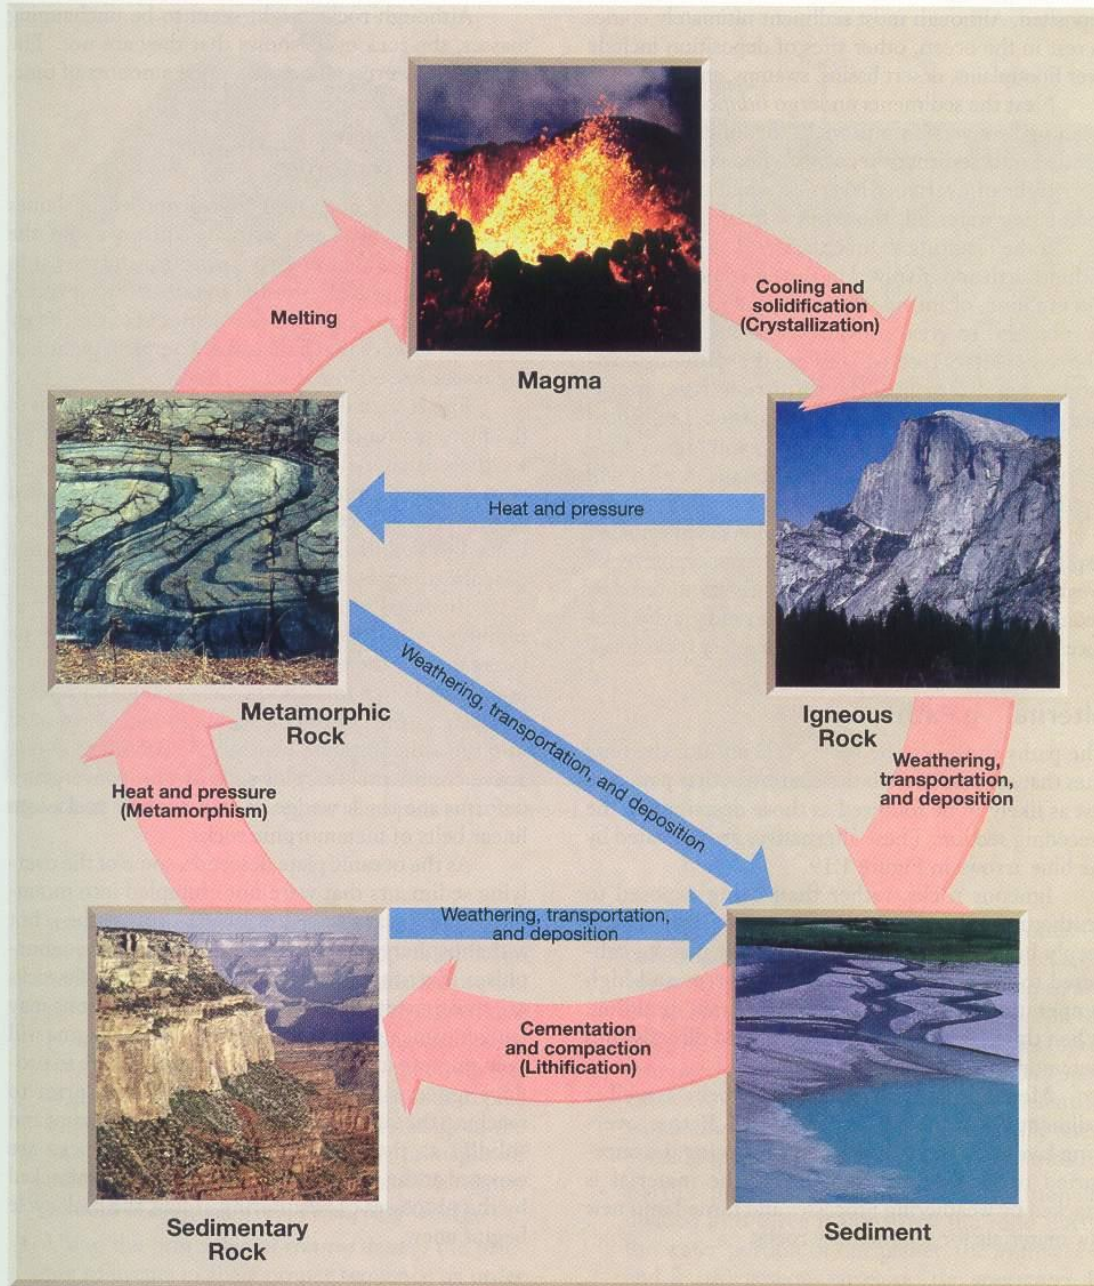 Magma
Melting
Cooling and
solidification
(Crystallization)
Heat and pressure
Metamorphic
Rock
Igneous
Rock
Weathering, transportation, and deposition
Weathering,
transportation,
and deposition
Heat and pressure
(Metamorphism)
Weathering, transportation,
and deposition
Cementation
and compaction
(Lithification)
Sedimentary
Rock
Sediment